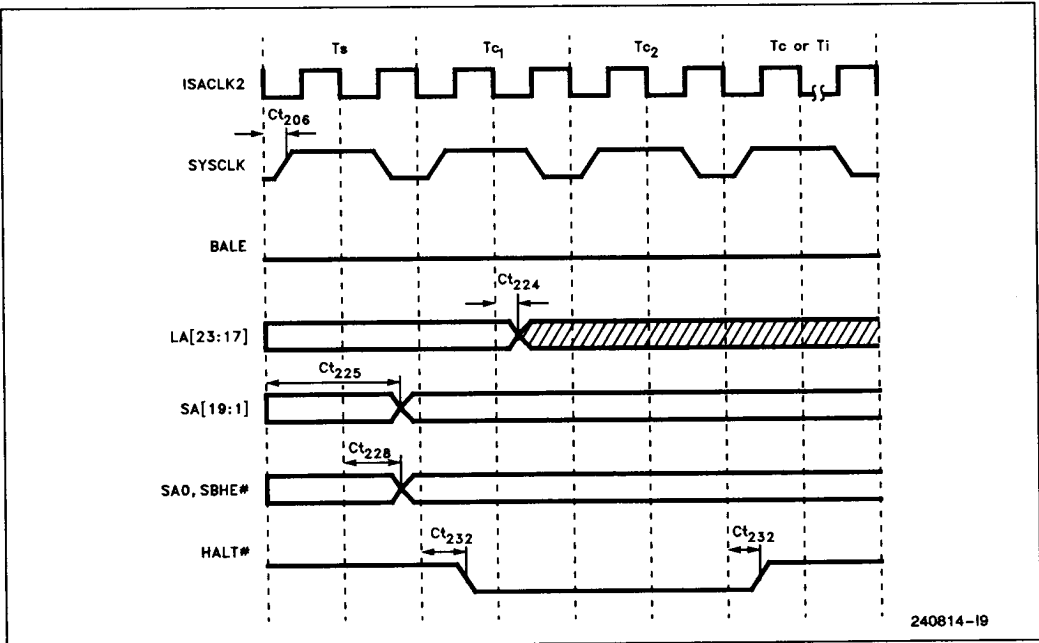 Ts Tc1 Tc2 Tc or Ti
ISACLK2
Ct206
SYSCLK
BALE
Ct224
LA[23:17]
Ct225
SA[19:1]
Ct228
SA0, SBHE#
Ct232 Ct232
HALT#
240814-19